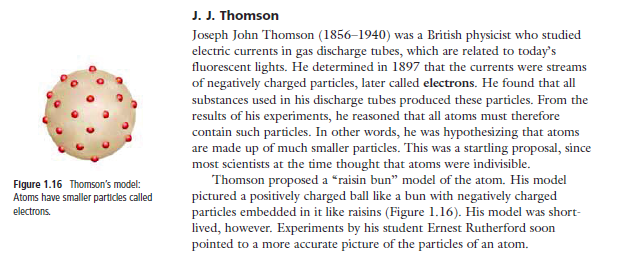 J. J. Thomson
Joseph John Thomson (1856–1940) was a British physicist who studied
electric currents in gas discharge tubes, which are related to today's
fluorescent lights. He determined in 1897 that the currents were streams
of negatively charged particles, later called electrons. He found that all
substances used in his discharge tubes produced these particles. From the
results of his experiments, he reasoned that all atoms must therefore
contain such particles. In other words, he was hypothesizing that atoms
are made up of much smaller particles. This was a startling proposal, since
most scientists at the time thought that atoms were indivisible.
Thomson proposed a “raisin bun” model of the atom. His model
pictured a positively charged ball like a bun with negatively charged
particles embedded in it like raisins (Figure 1.16). His model was short-
lived, however. Experiments by his student Ernest Rutherford soon
pointed to a more accurate picture of the particles of an atom.
Figure 1.16 Thomson's model:
Atoms have smaller particles called
electrons.